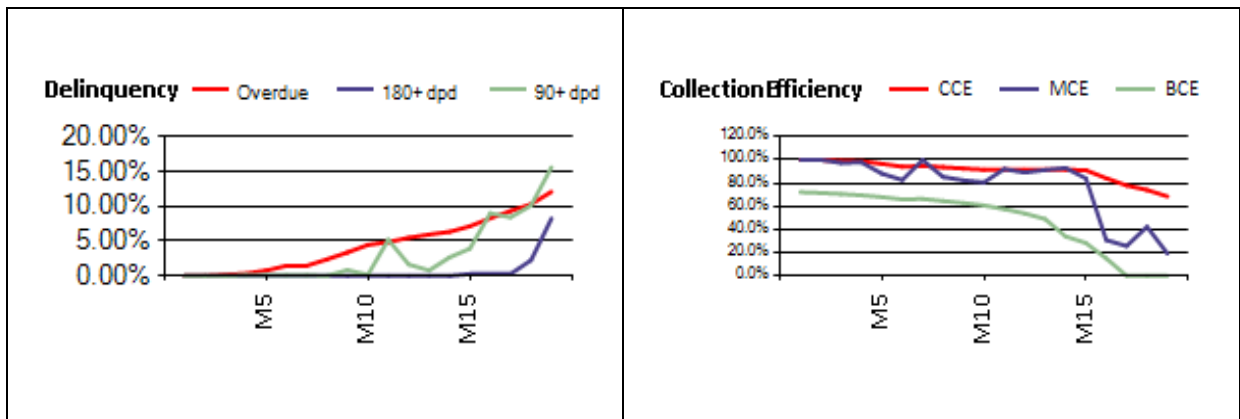 Delinquency Overdue 180+ dpd 90+ dpd
20.00%
15.00%
10.00%
5.00%
0.00%
M5
M10
M15
Collection Efficiency CCE MCE BCE
120.0%
100.0%
80.0%
60.0%
40.0%
20.0%
0.0%
M5
M10
M15